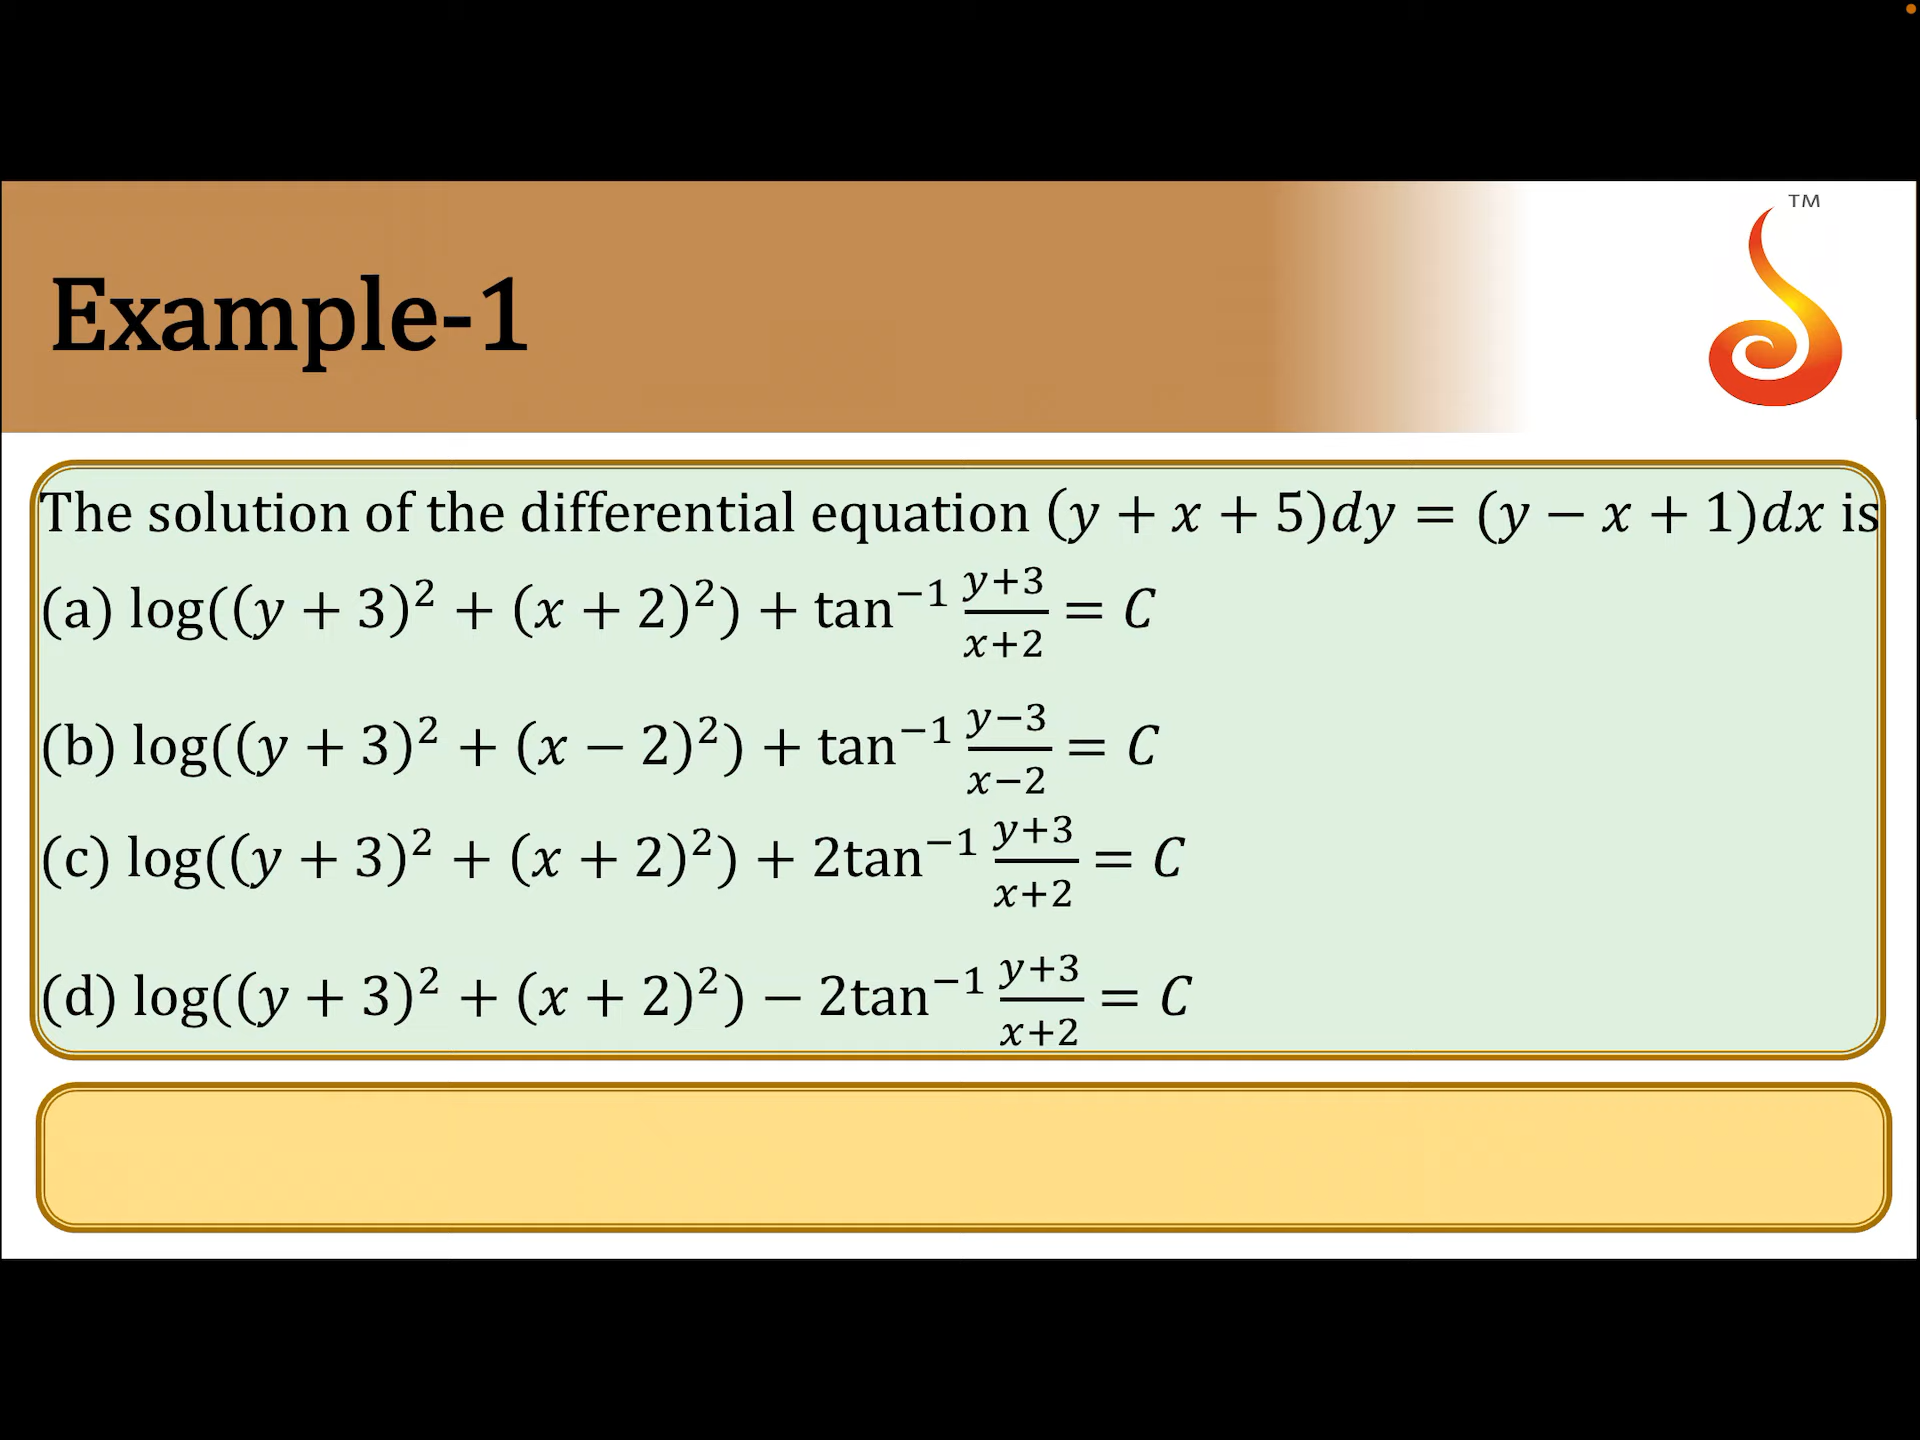 TM
Example-1
The solution of the differential equation (y + x + 5)dy = (y − x + 1)dx is
(a) log((y + 3)² + (x + 2)²) + tan⁻¹ (y+3)/(x+2) = C
(b) log((y + 3)² + (x − 2)²) + tan⁻¹ (y−3)/(x−2) = C
(c) log((y + 3)² + (x + 2)²) + 2tan⁻¹ (y+3)/(x+2) = C
(d) log((y + 3)² + (x + 2)²) − 2tan⁻¹ (y+3)/(x+2) = C